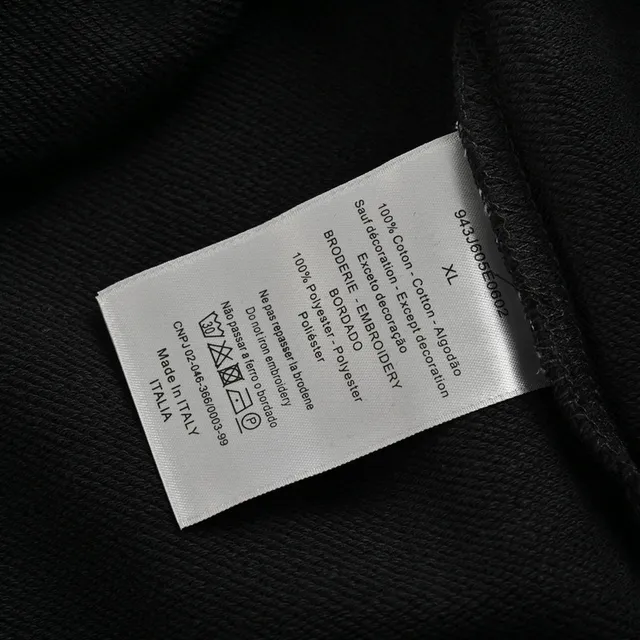 943J605E0602
XL
100% Coton - Cotton - Algodão
Sauf décoration - Except decoration
Exceto decoração
BRODERIE - EMBROIDERY
BORDADO
100% Polyester - Polyester
Poliéster
Ne pas repasser la broderie
Do not iron embroidery
Não passar a ferro o bordado
30
P
CNPJ 02-046-366/0003-99
Made In ITALY
ITALIA